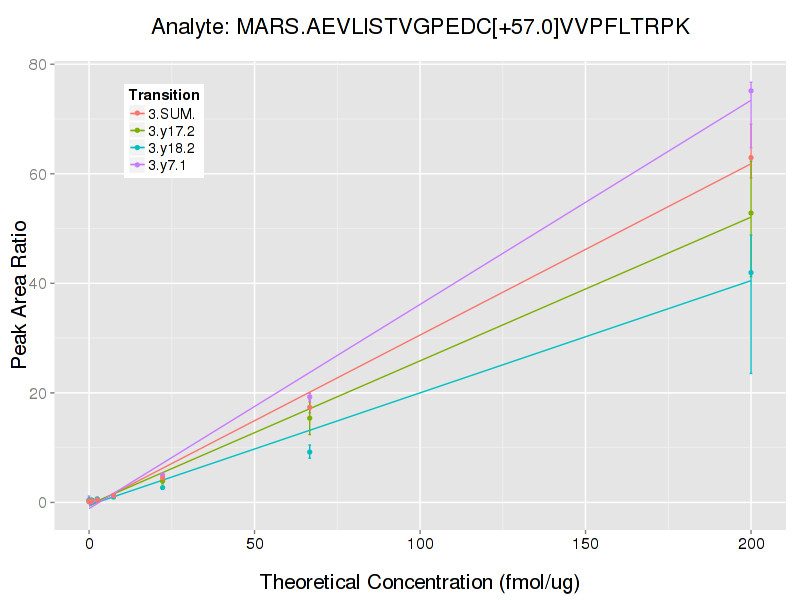 Analyte: MARS.AEVLISTVGPEDC[+57.0]VVPFLTRPK
80
60
40
20
0
Peak Area Ratio
Transition
3.SUM.
3.y17.2
3.y18.2
3.y7.1
0 50 100 150 200
Theoretical Concentration (fmol/ug)